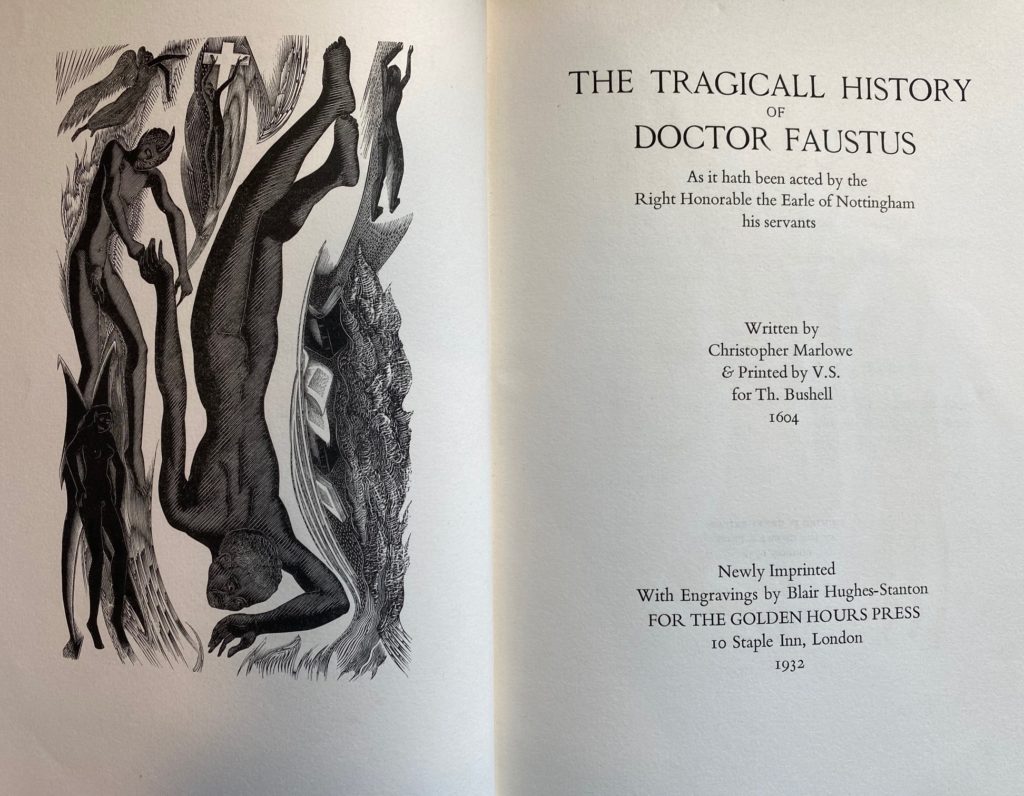 THE TRAGICALL HISTORY
OF
DOCTOR FAUSTUS
As it hath been acted by the
Right Honorable the Earle of Nottingham
his servants
Written by
Christopher Marlowe
& Printed by V.S.
for Th. Bushell
1604
Newly Imprinted
With Engravings by Blair Hughes-Stanton
FOR THE GOLDEN HOURS PRESS
10 Staple Inn, London
1932